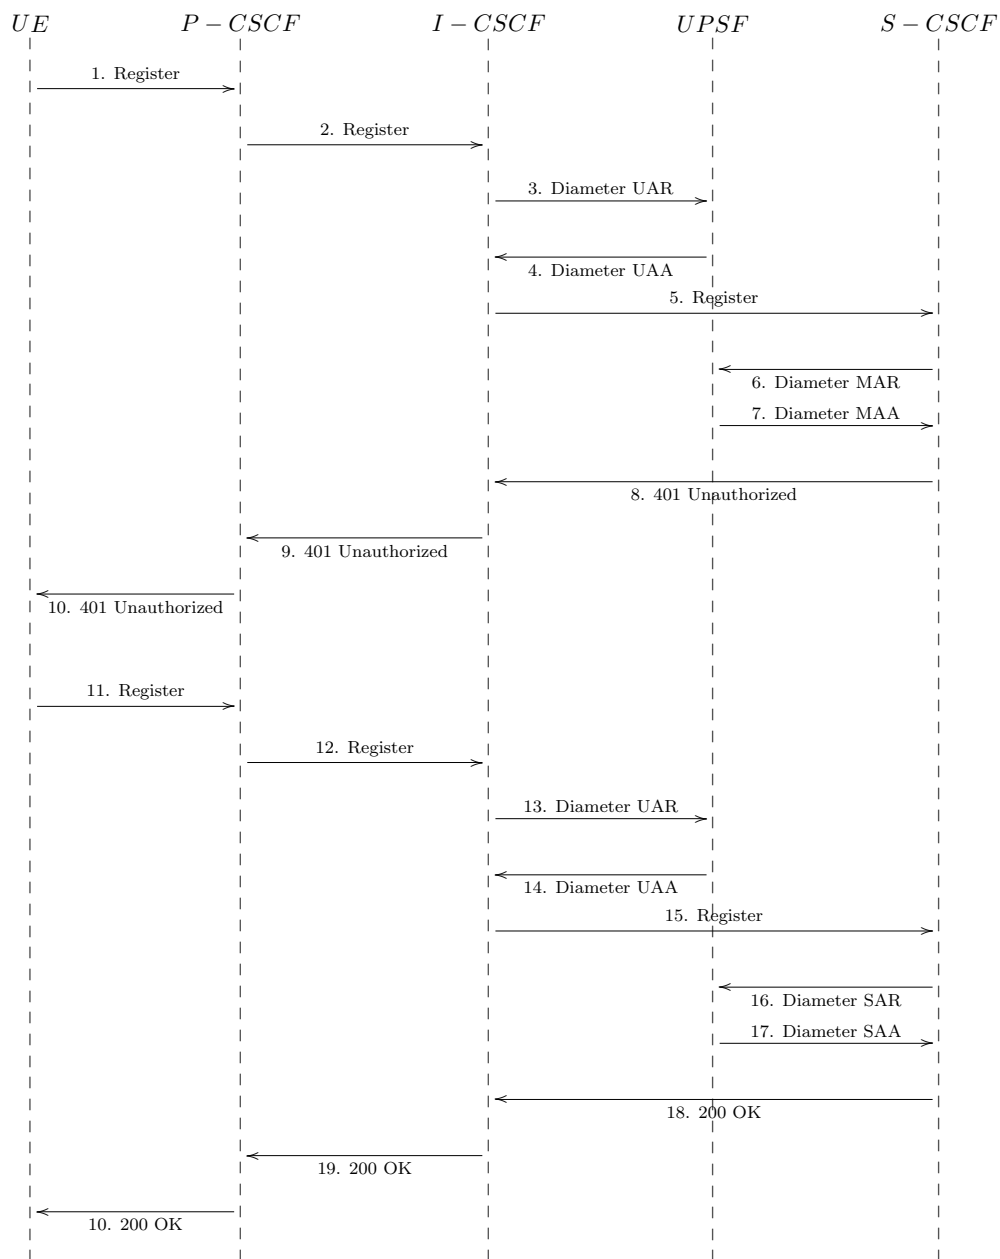 UE P − CSCF I − CSCF UPSF S − CSCF
1. Register
2. Register
3. Diameter UAR
4. Diameter UAA
5. Register
6. Diameter MAR
7. Diameter MAA
8. 401 Unauthorized
9. 401 Unauthorized
10. 401 Unauthorized
11. Register
12. Register
13. Diameter UAR
14. Diameter UAA
15. Register
16. Diameter SAR
17. Diameter SAA
18. 200 OK
19. 200 OK
10. 200 OK